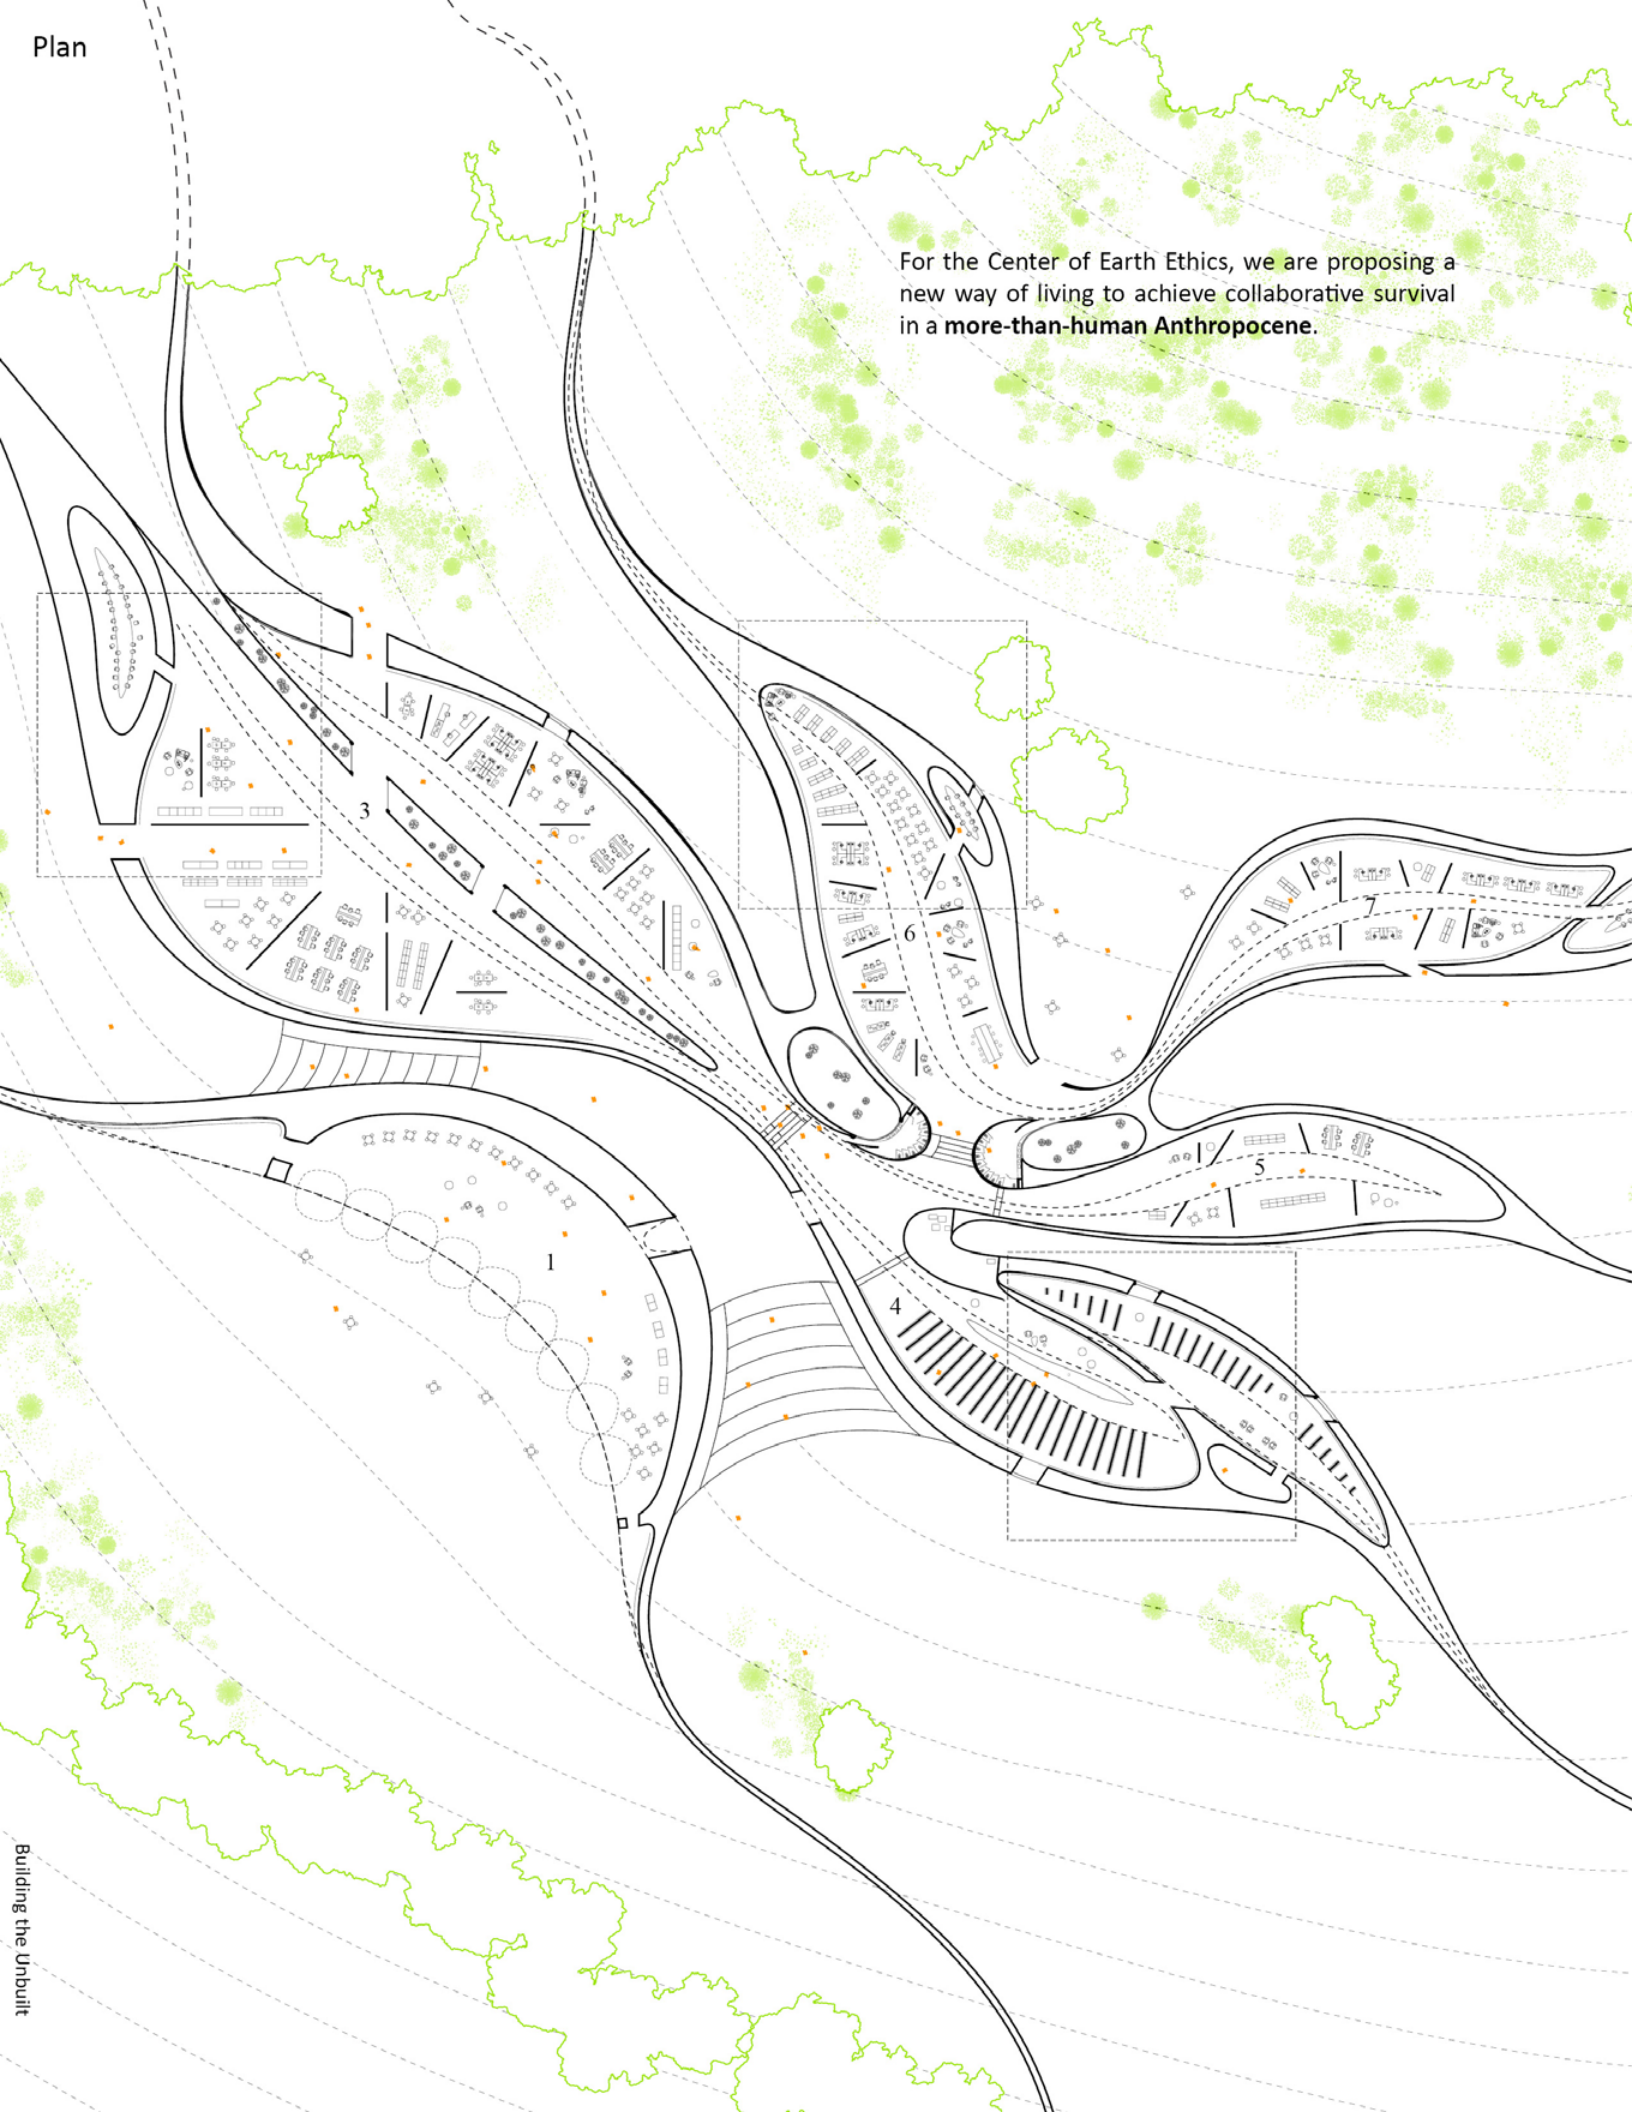 Plan
For the Center of Earth Ethics, we are proposing a
new way of living to achieve collaborative survival
in a more-than-human Anthropocene.
3
6
7
5
1
4
Building the Unbuilt